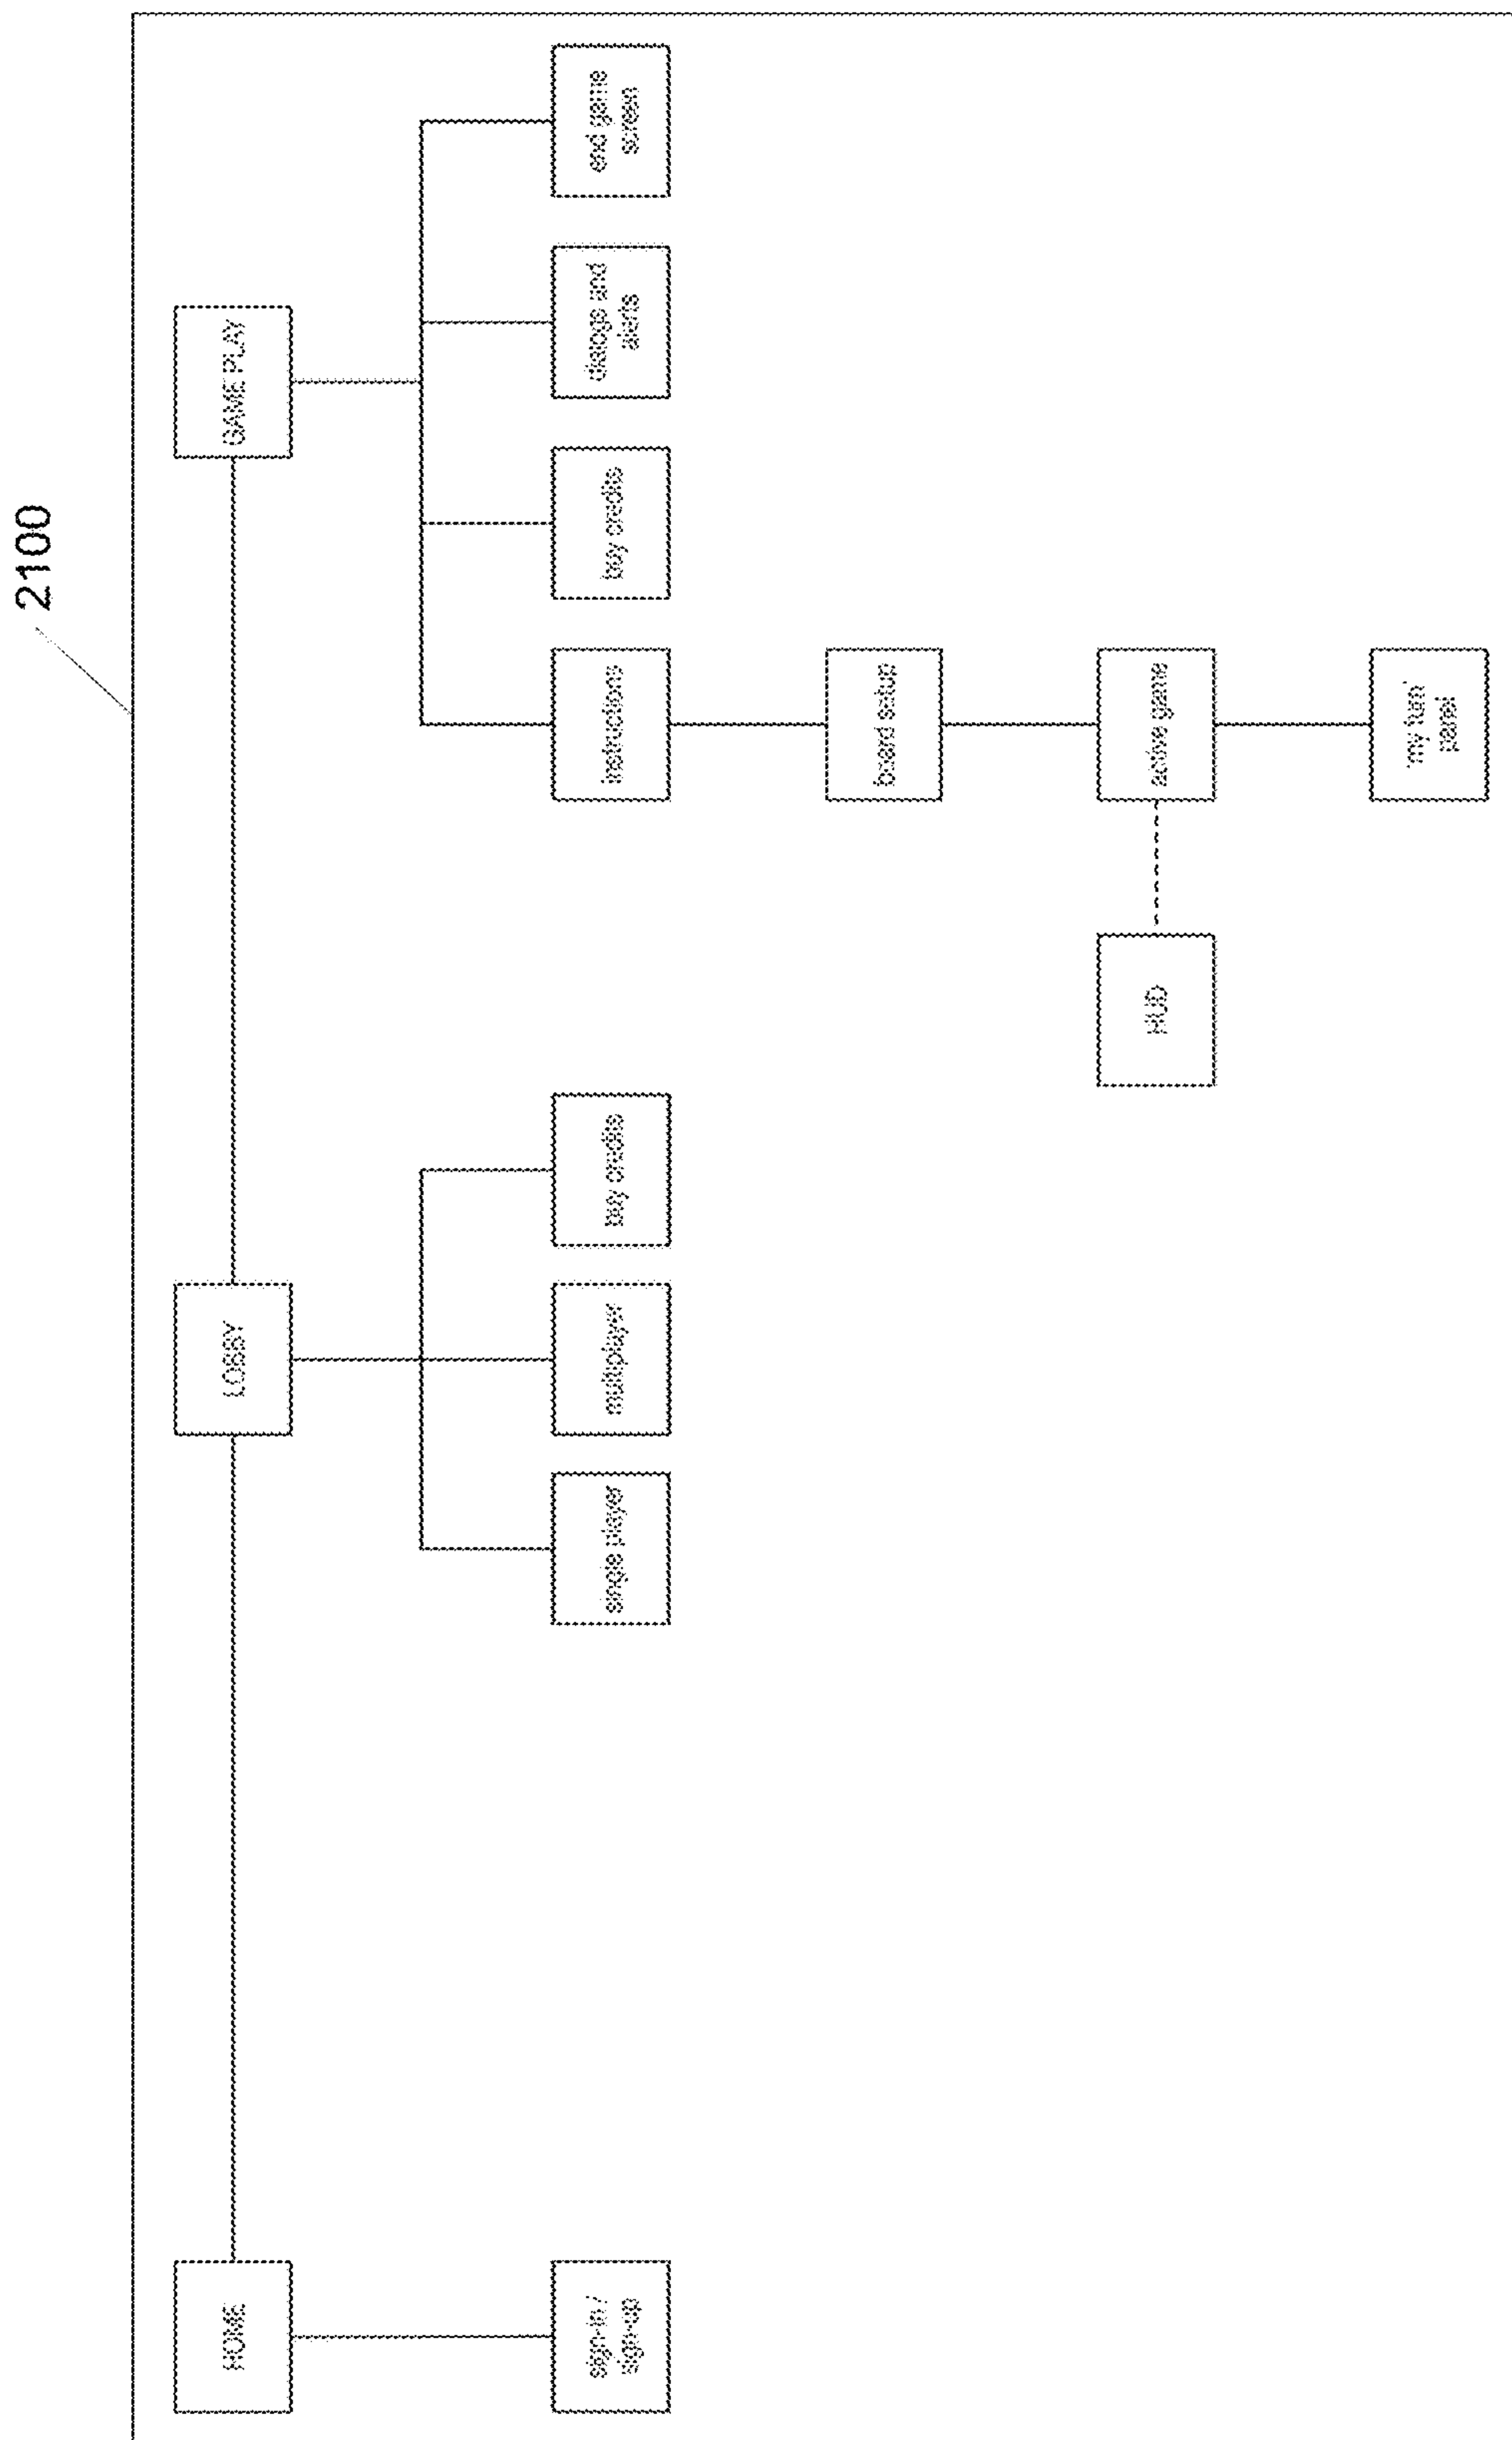 2100
HOME
LOBBY
GAME PLAY
sign-in /
sign-up
single player
multiplayer
buy credits
instructions
buy credits
dialogs and
alerts
end game
screen
board setup
HUD
active game
'my turn'
panel